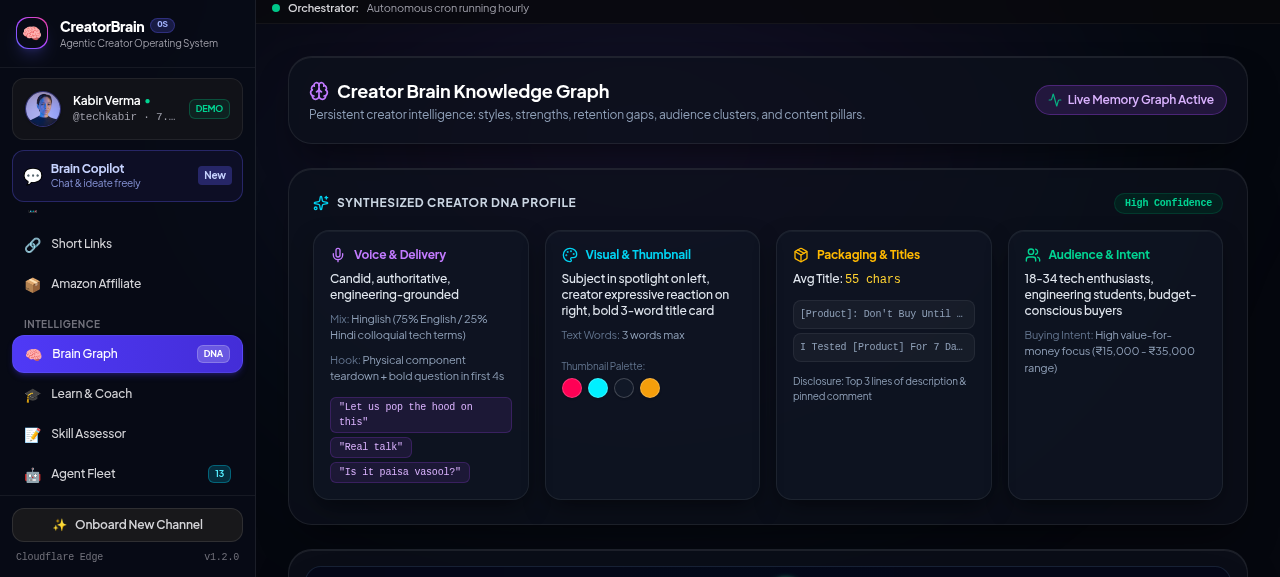 CreatorBrain OS
Agentic Creator Operating System
Kabir Verma
@techkabir · 7.…
DEMO
Brain Copilot
Chat & ideate freely
New
Short Links
Amazon Affiliate
INTELLIGENCE
Brain Graph
DNA
Learn & Coach
Skill Assessor
Agent Fleet
13
Onboard New Channel
Cloudflare Edge
v1.2.0
Orchestrator: Autonomous cron running hourly
Creator Brain Knowledge Graph
Persistent creator intelligence: styles, strengths, retention gaps, audience clusters, and content pillars.
Live Memory Graph Active
SYNTHESIZED CREATOR DNA PROFILE
High Confidence
Voice & Delivery
Candid, authoritative,
engineering-grounded
Mix: Hinglish (75% English / 25%
Hindi colloquial tech terms)
Hook: Physical component
teardown + bold question in first 4s
"Let us pop the hood on
this"
"Real talk"
"Is it paisa vasool?"
Visual & Thumbnail
Subject in spotlight on left,
creator expressive reaction on
right, bold 3-word title card
Text Words: 3 words max
Thumbnail Palette:
Packaging & Titles
Avg Title: 55 chars
[Product]: Don't Buy Until …
I Tested [Product] For 7 Da…
Disclosure: Top 3 lines of description &
pinned comment
Audience & Intent
18-34 tech enthusiasts,
engineering students, budget-
conscious buyers
Buying Intent: High value-for-
money focus (₹15,000 - ₹35,000
range)